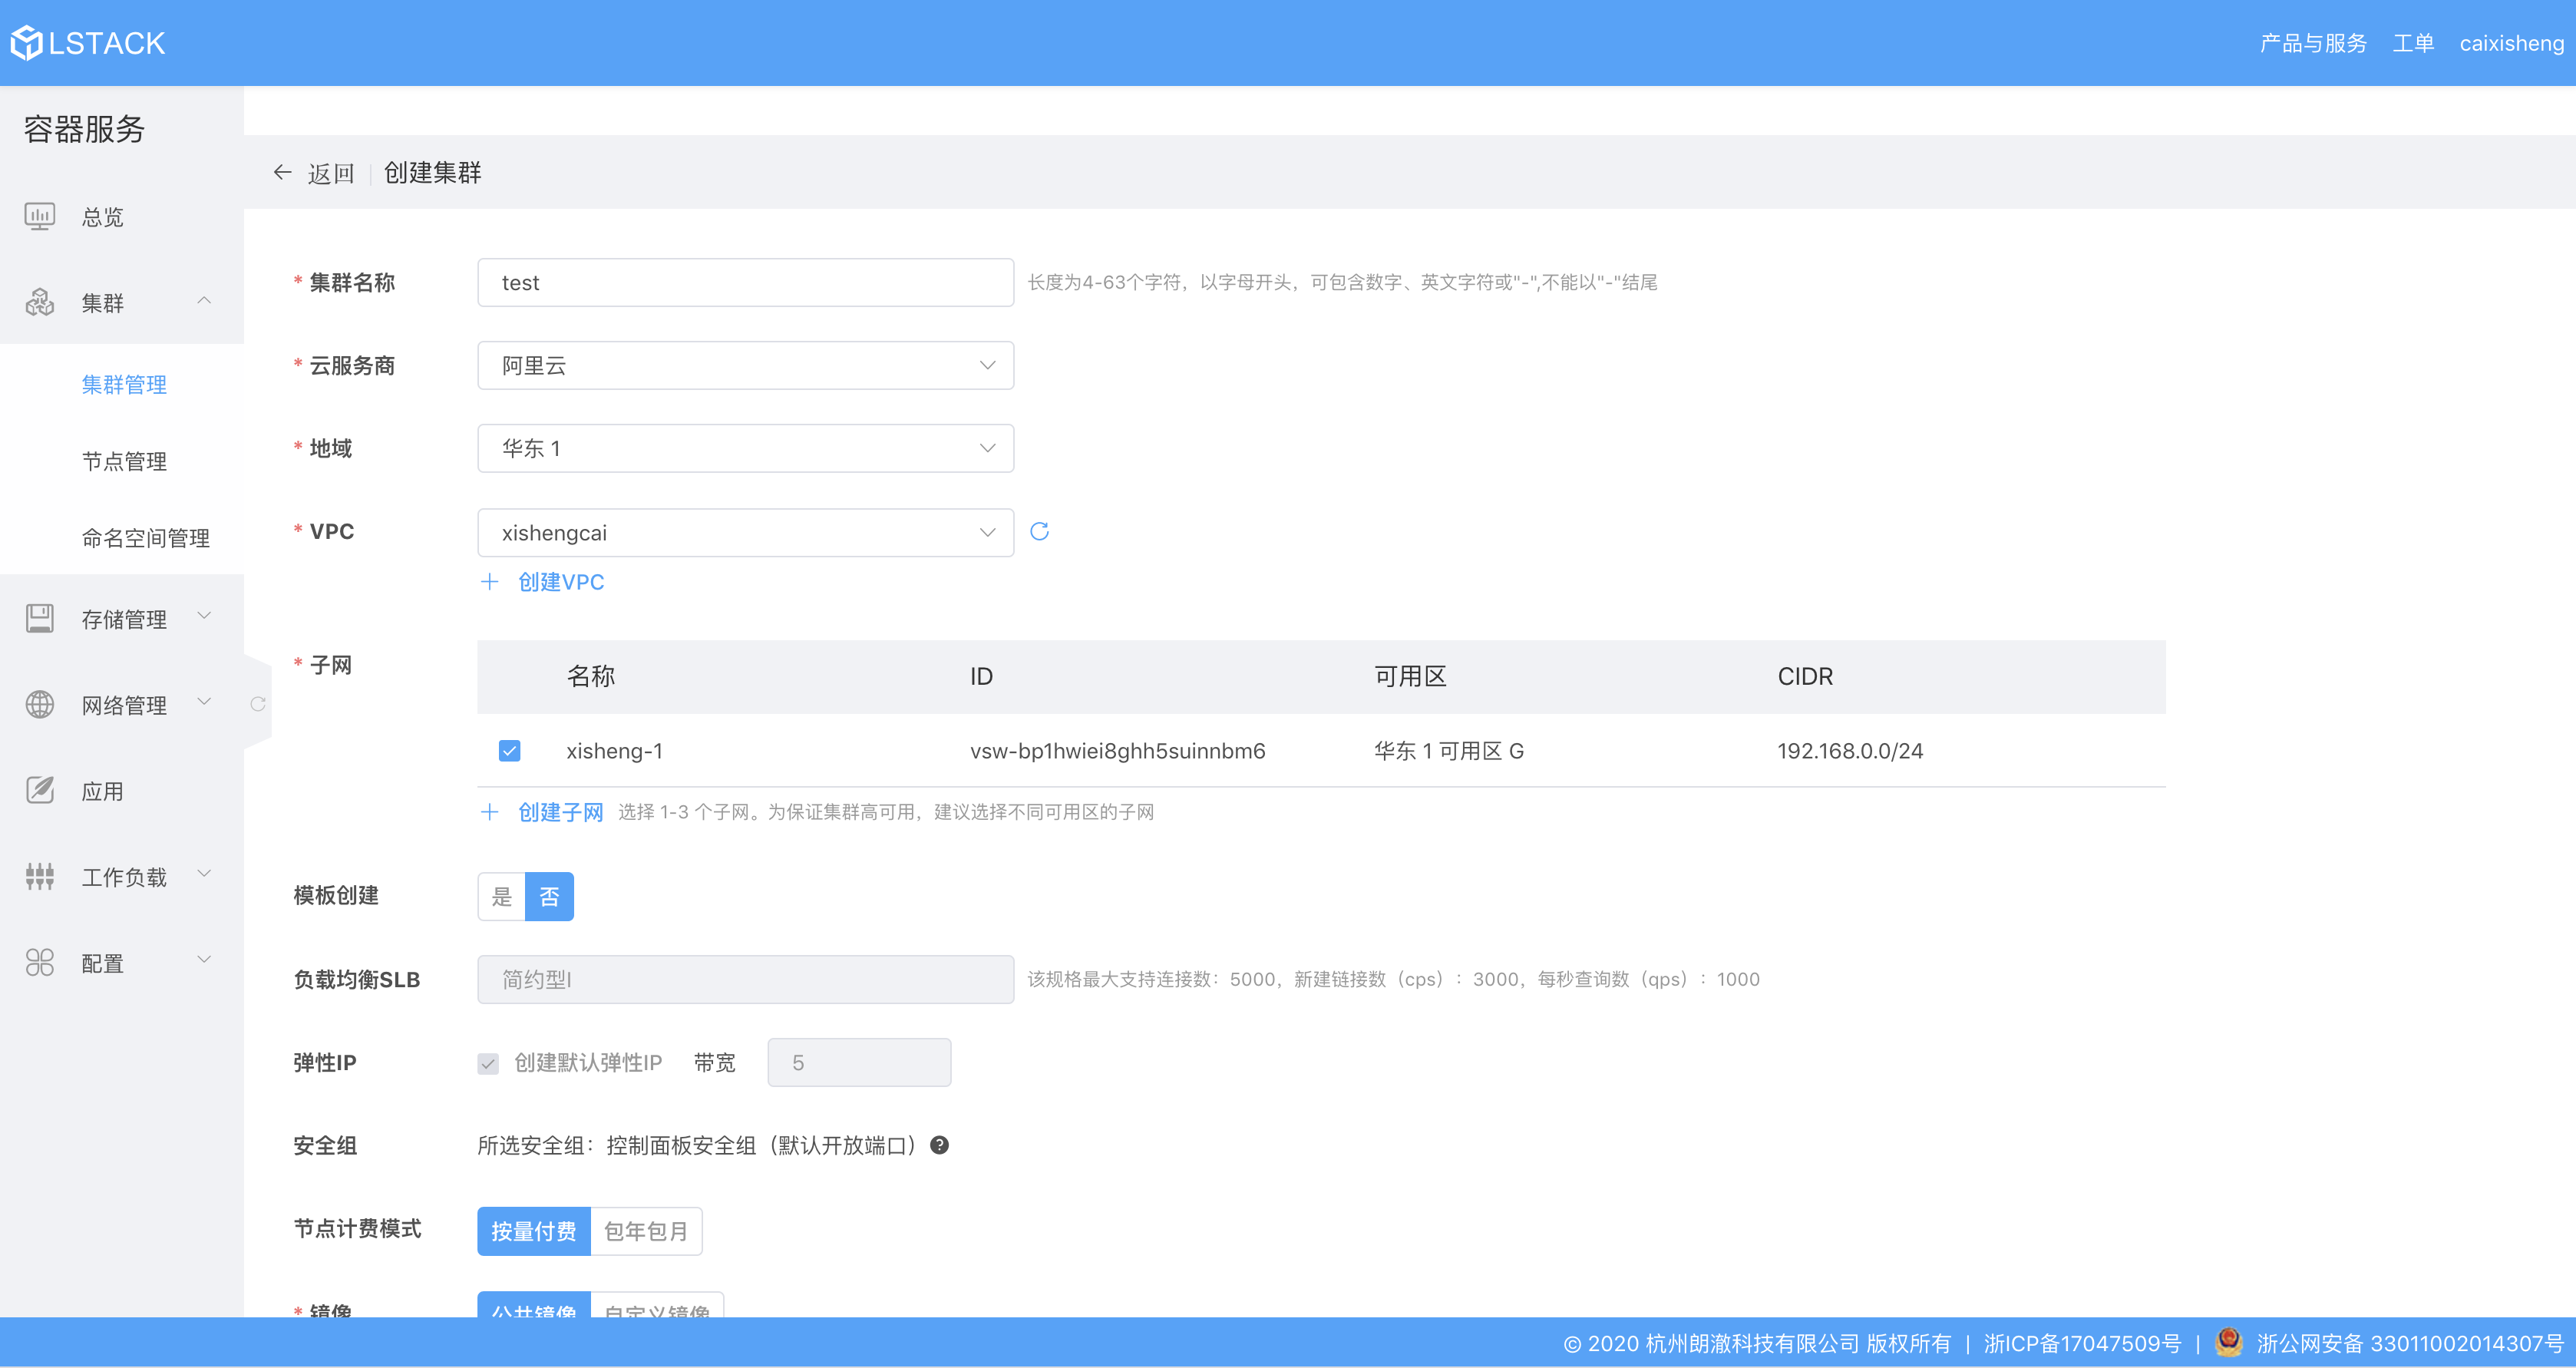 LSTACK
产品与服务 工单 caixisheng
容器服务
总览
集群
集群管理
节点管理
命名空间管理
存储管理
网络管理
应用
工作负载
配置
返回 创建集群
* 集群名称 test 长度为4-63个字符，以字母开头，可包含数字、英文字符或"-",不能以"-"结尾
* 云服务商 阿里云
* 地域 华东 1
* VPC xishengcai
创建VPC
* 子网 名称 ID 可用区 CIDR
xisheng-1 vsw-bp1hwiei8ghh5suinnbm6 华东 1 可用区 G 192.168.0.0/24
创建子网 选择 1-3 个子网。为保证集群高可用，建议选择不同可用区的子网
模板创建 是 否
负载均衡SLB 简约型I 该规格最大支持连接数：5000，新建链接数（cps）：3000，每秒查询数（qps）：1000
弹性IP 创建默认弹性IP 带宽 5
安全组 所选安全组：控制面板安全组（默认开放端口）
节点计费模式 按量付费 包年包月
* 镜像 公共镜像 自定义镜像
© 2020 杭州朗澈科技有限公司 版权所有 | 浙ICP备17047509号 | 浙公网安备 33011002014307号